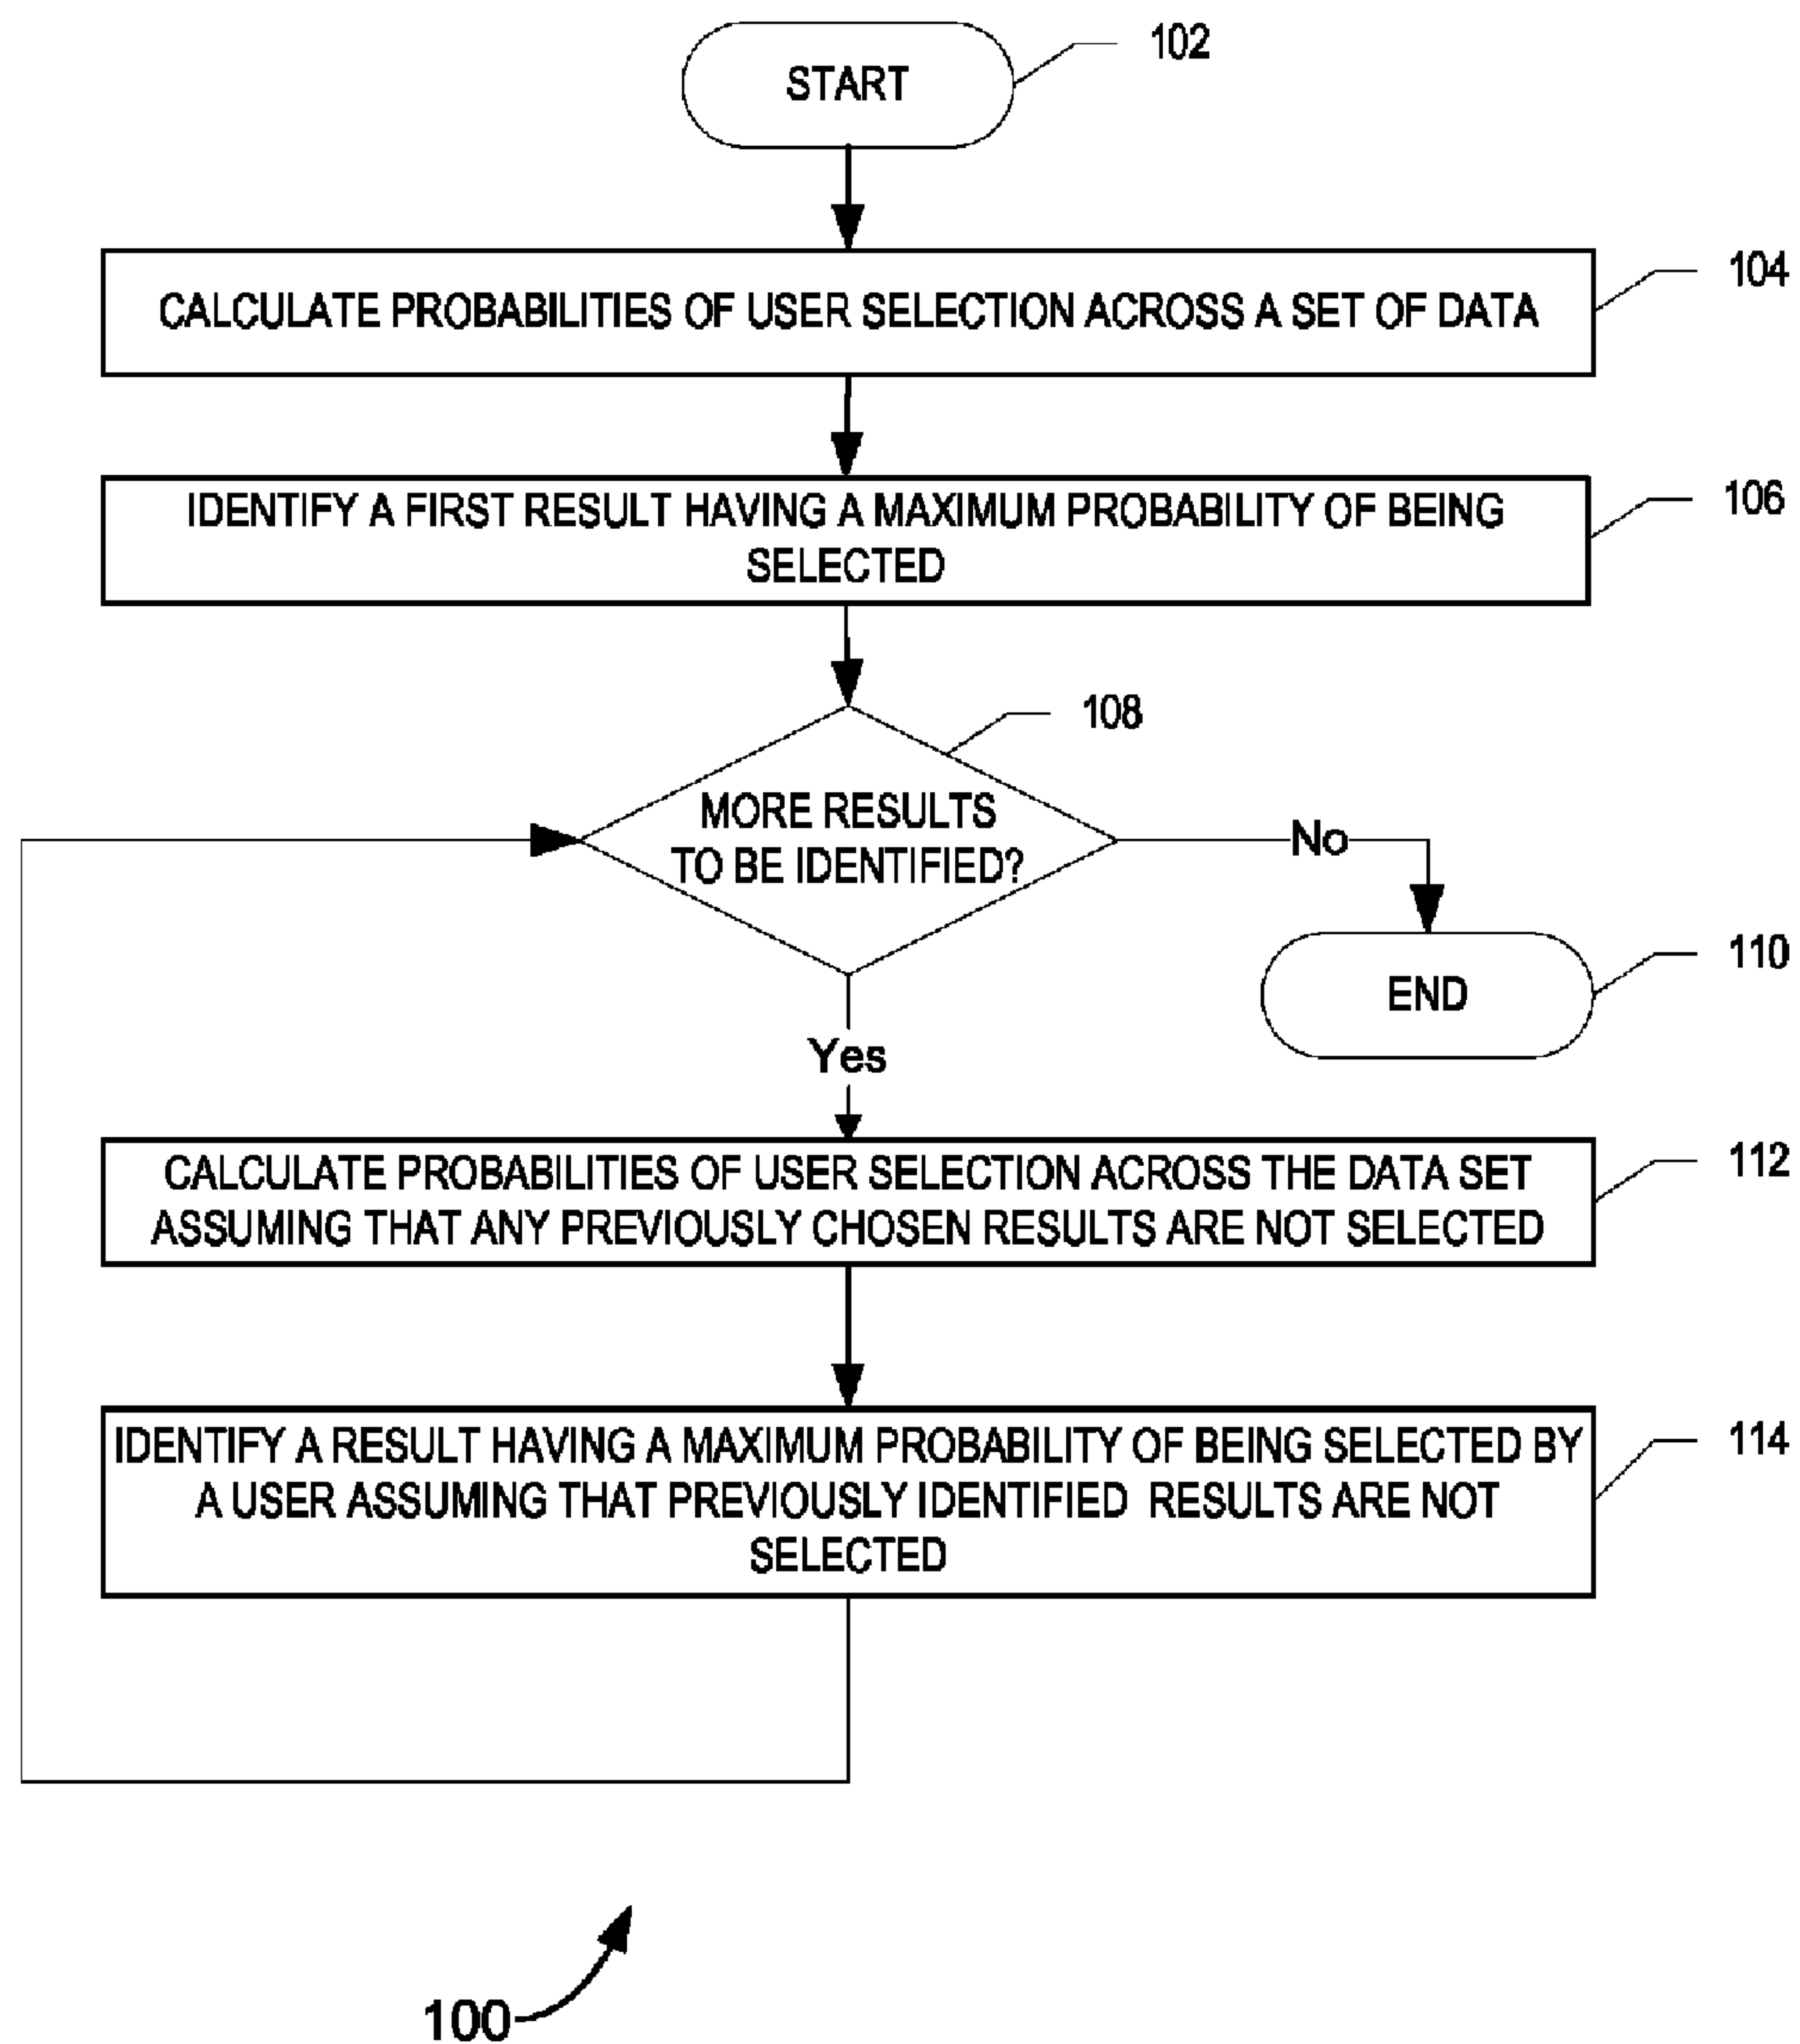 START
102
CALCULATE PROBABILITIES OF USER SELECTION ACROSS A SET OF DATA
104
IDENTIFY A FIRST RESULT HAVING A MAXIMUM PROBABILITY OF BEING
SELECTED
106
108
MORE RESULTS
TO BE IDENTIFIED?
No
END
110
Yes
CALCULATE PROBABILITIES OF USER SELECTION ACROSS THE DATA SET
ASSUMING THAT ANY PREVIOUSLY CHOSEN RESULTS ARE NOT SELECTED
112
IDENTIFY A RESULT HAVING A MAXIMUM PROBABILITY OF BEING SELECTED BY
A USER ASSUMING THAT PREVIOUSLY IDENTIFIED RESULTS ARE NOT
SELECTED
114
100